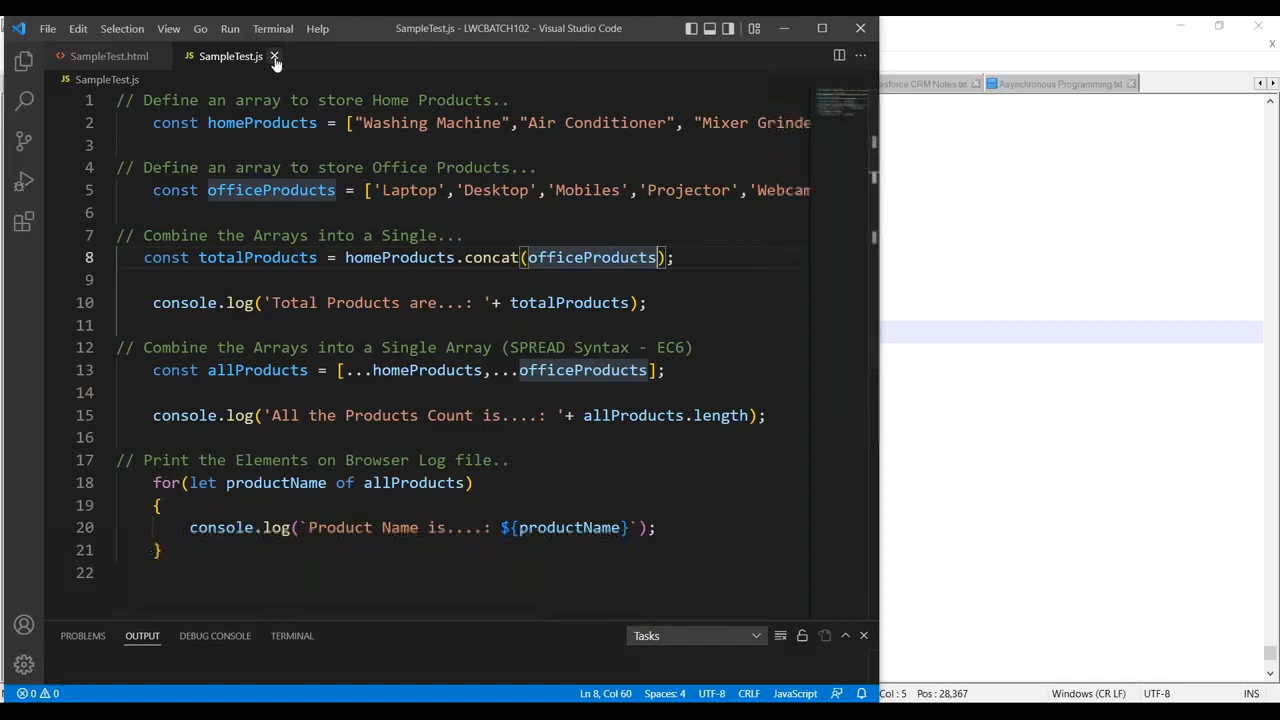 File Edit Selection View Go Run Terminal Help SampleTest.js - LWCBATCH102 - Visual Studio Code
SampleTest.html JS SampleTest.js
JS SampleTest.js
1 // Define an array to store Home Products..
2 const homeProducts = ["Washing Machine","Air Conditioner", "Mixer Grinde
3
4 // Define an array to store Office Products...
5 const officeProducts = ['Laptop','Desktop','Mobiles','Projector','Webcam
6
7 // Combine the Arrays into a Single...
8 const totalProducts = homeProducts.concat(officeProducts);
9
10 console.log('Total Products are...: '+ totalProducts);
11
12 // Combine the Arrays into a Single Array (SPREAD Syntax - EC6)
13 const allProducts = [...homeProducts,...officeProducts];
14
15 console.log('All the Products Count is....: '+ allProducts.length);
16
17 // Print the Elements on Browser Log file..
18 for(let productName of allProducts)
19 {
20 console.log(`Product Name is....: ${productName}`);
21 }
22
PROBLEMS OUTPUT DEBUG CONSOLE TERMINAL Tasks
0 0 Ln 8, Col 60 Spaces: 4 UTF-8 CRLF JavaScript
esforce CRM Notes.txt Asynchronous Programming.txt
Col : 5 Pos : 28,367 Windows (CR LF) UTF-8 INS